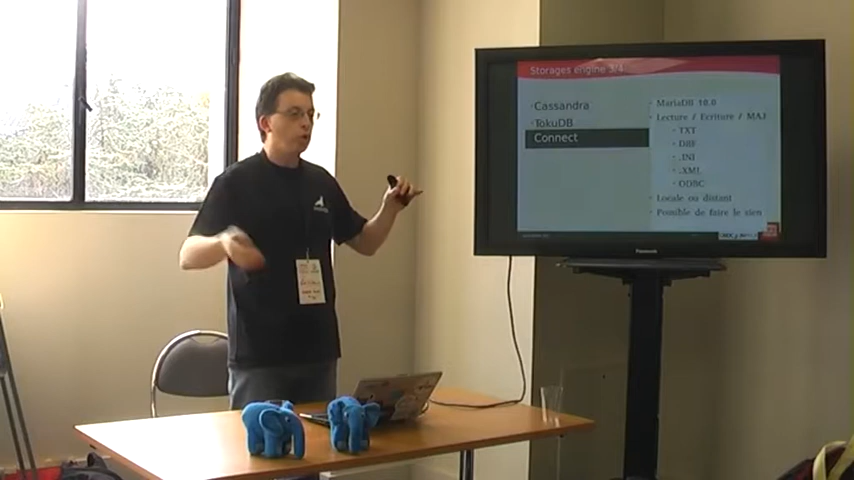 Storages engine 3/4
Cassandra
TokuDB
Connect
MariaDB 10.0
Lecture / Ecriture / MAJ
TXT
DBF
.INI
.XML
ODBC
Locale ou distant
Possible de faire le sien
Panasonic